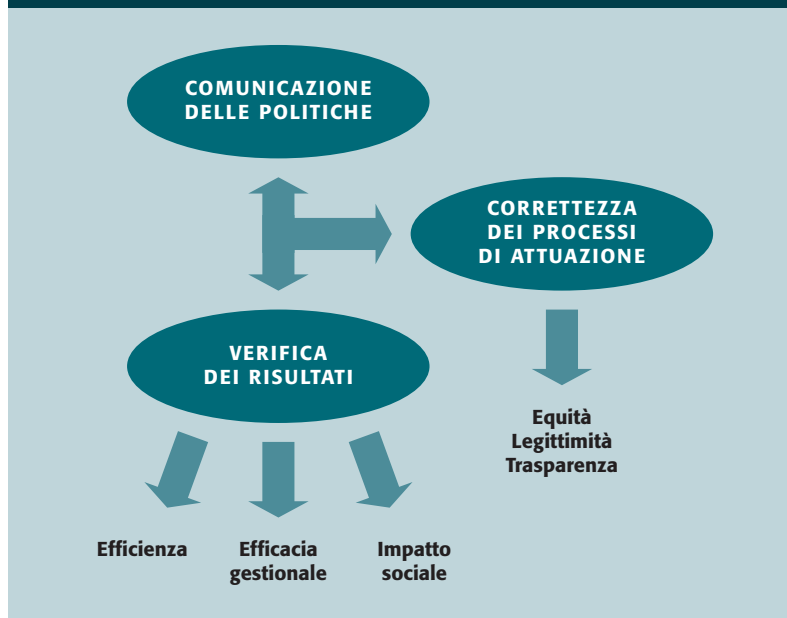 COMUNICAZIONE
DELLE POLITICHE
CORRETTEZZA
DEI PROCESSI
DI ATTUAZIONE
VERIFICA
DEI RISULTATI
Equità
Legittimità
Trasparenza
Efficienza
Efficacia
gestionale
Impatto
sociale